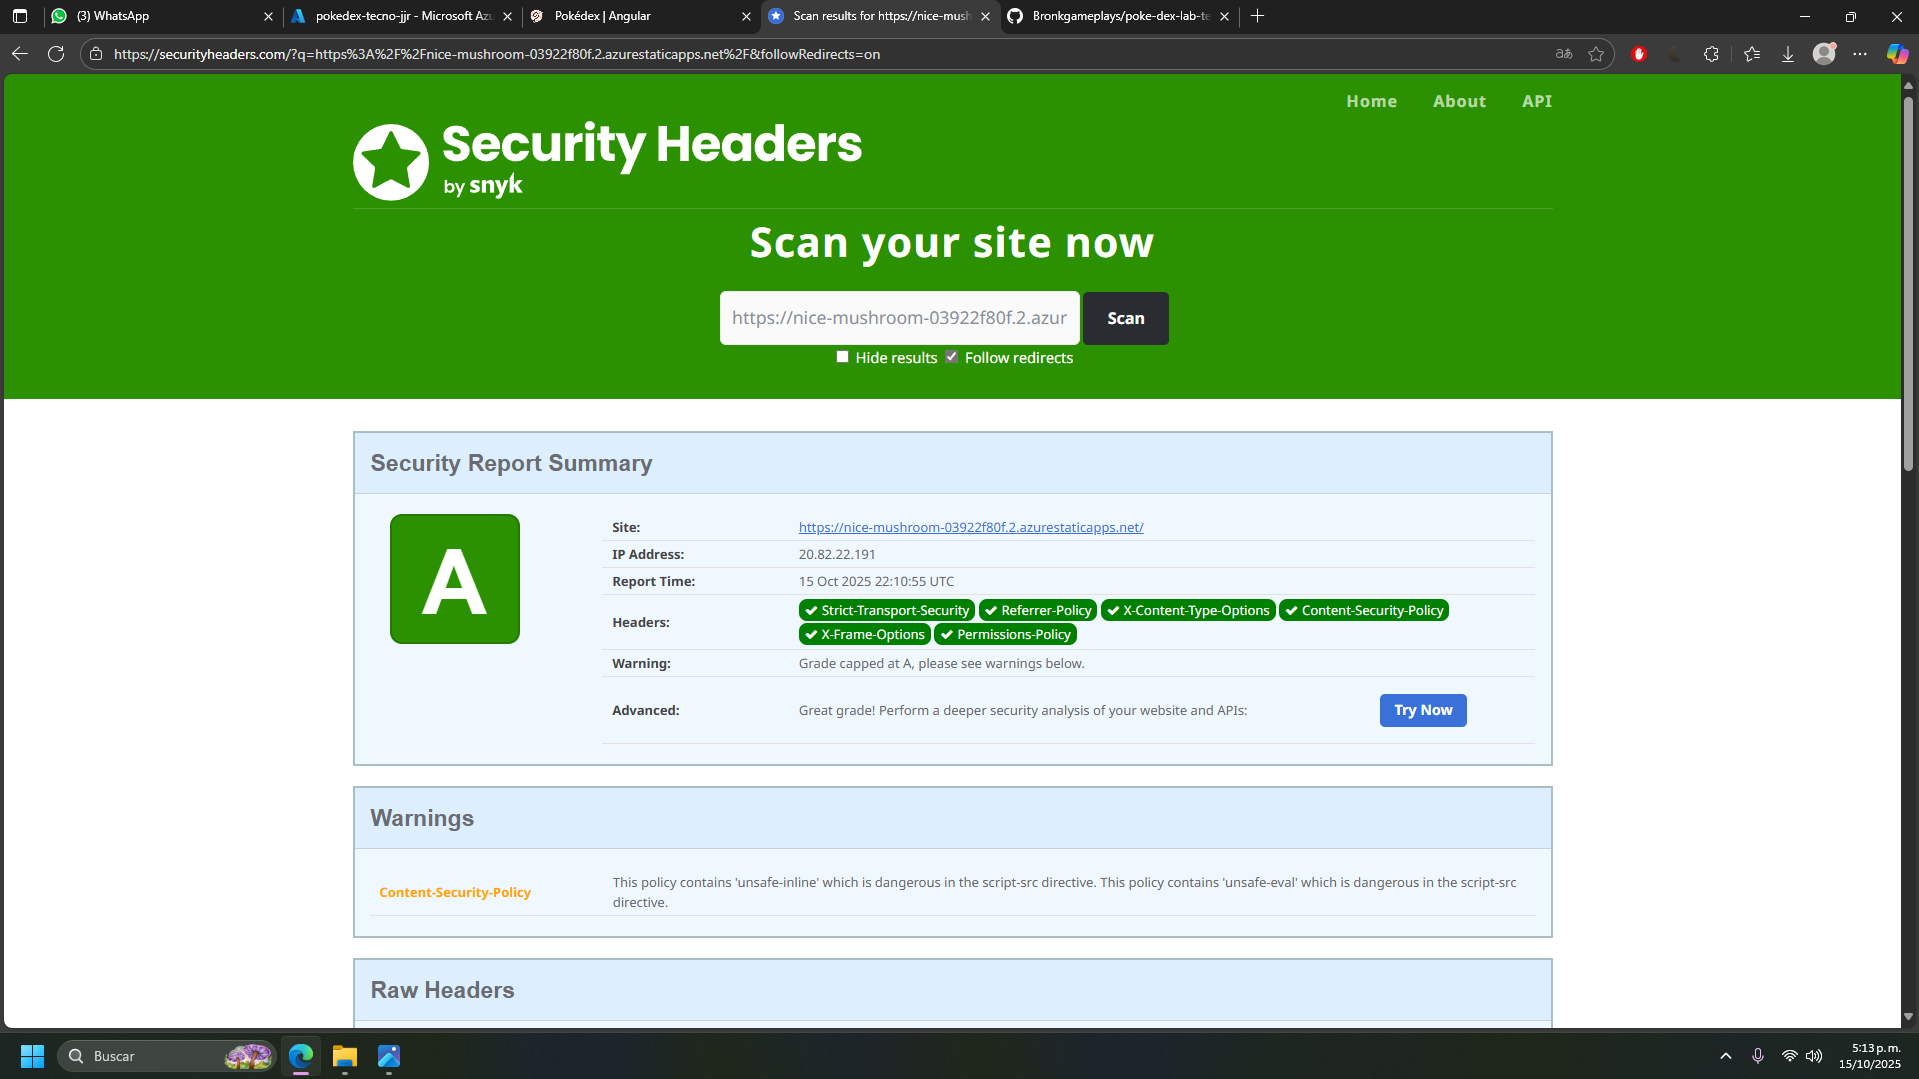 (3) WhatsApp
pokedex-tecno-jjr - Microsoft Azu
Pokédex | Angular
Scan results for https://nice-mush
Bronkgameplays/poke-dex-lab-te
https://securityheaders.com/?q=https%3A%2F%2Fnice-mushroom-03922f80f.2.azurestaticapps.net%2F&followRedirects=on
Home About API
Security Headers
by snyk
Scan your site now
https://nice-mushroom-03922f80f.2.azur
Scan
Hide results Follow redirects
Security Report Summary
A
Site: https://nice-mushroom-03922f80f.2.azurestaticapps.net/
IP Address: 20.82.22.191
Report Time: 15 Oct 2025 22:10:55 UTC
Headers: Strict-Transport-Security Referrer-Policy X-Content-Type-Options Content-Security-Policy
X-Frame-Options Permissions-Policy
Warning: Grade capped at A, please see warnings below.
Advanced: Great grade! Perform a deeper security analysis of your website and APIs: Try Now
Warnings
Content-Security-Policy
This policy contains 'unsafe-inline' which is dangerous in the script-src directive. This policy contains 'unsafe-eval' which is dangerous in the script-src
directive.
Raw Headers
Buscar
5:13 p. m.
15/10/2025